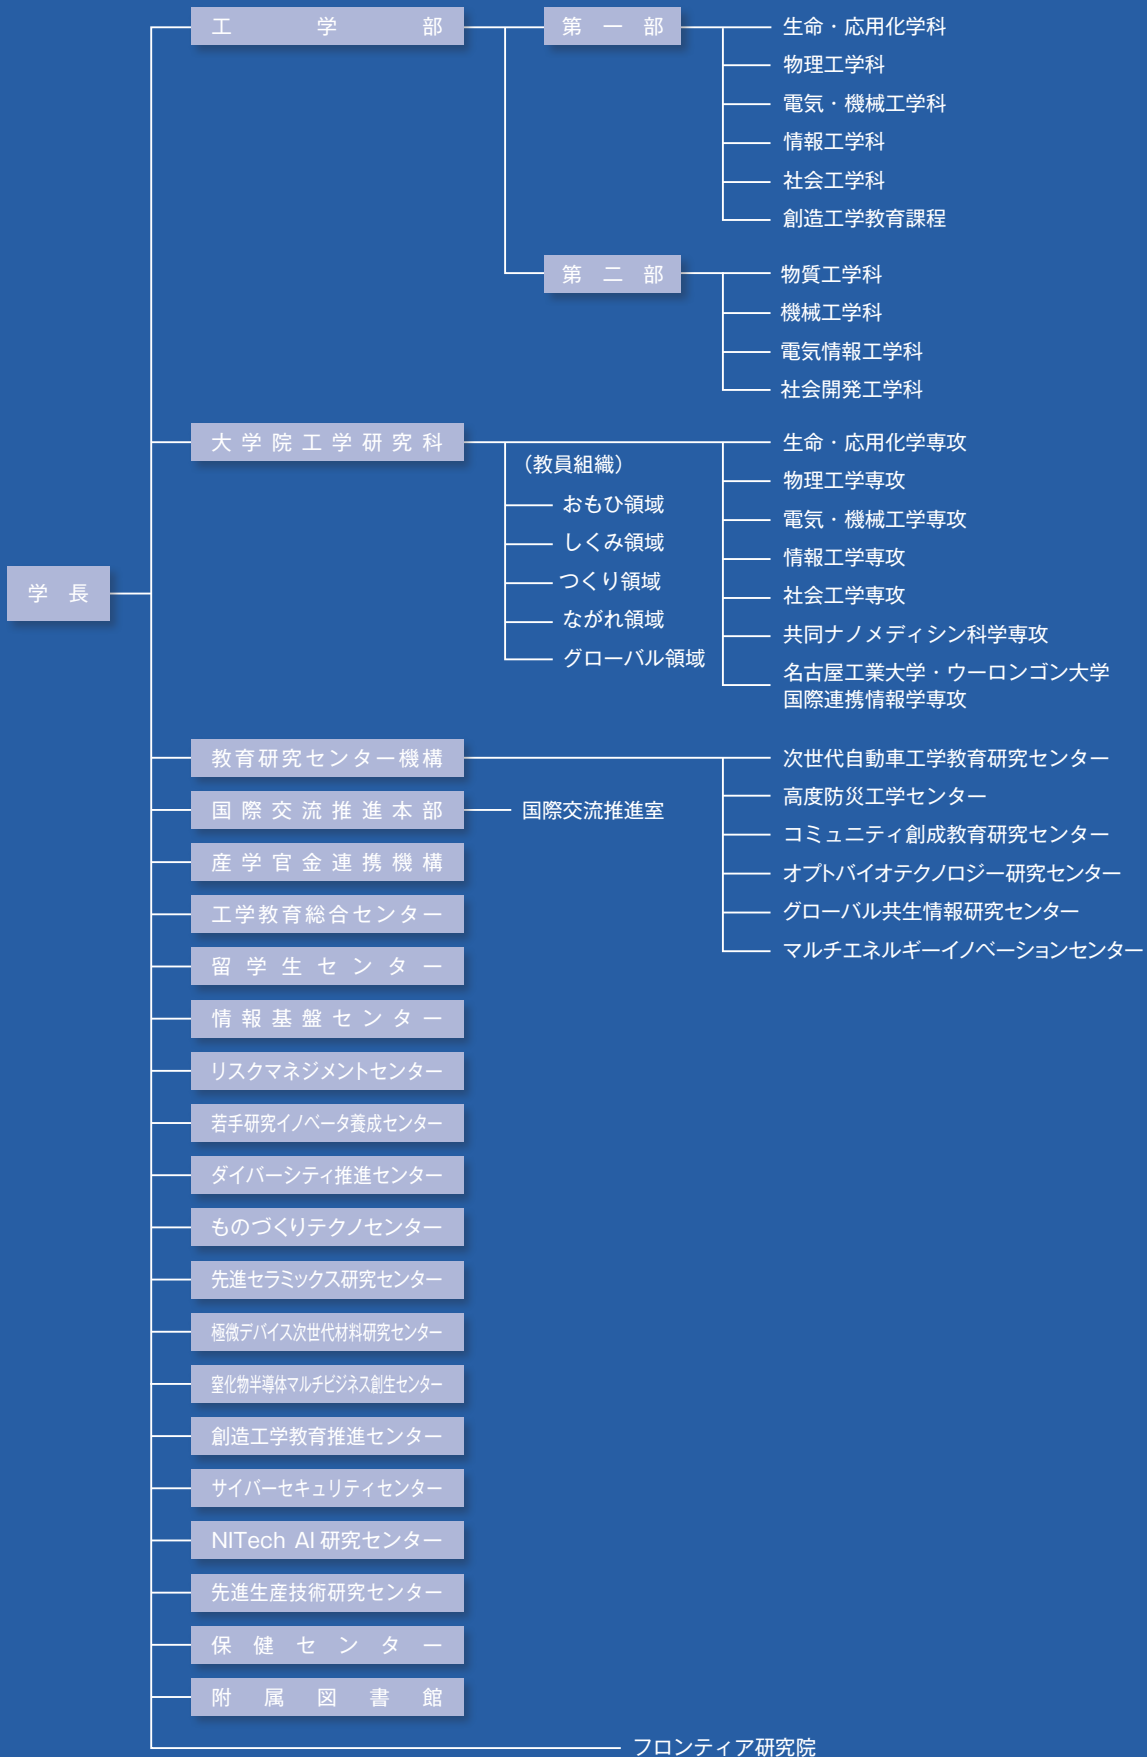 学長
工学部
第一部
生命・応用化学科
物理工学科
電気・機械工学科
情報工学科
社会工学科
創造工学教育課程
第二部
物質工学科
機械工学科
電気情報工学科
社会開発工学科
大学院工学研究科
（教員組織）
おもひ領域
しくみ領域
つくり領域
ながれ領域
グローバル領域
生命・応用化学専攻
物理工学専攻
電気・機械工学専攻
情報工学専攻
社会工学専攻
共同ナノメディシン科学専攻
名古屋工業大学・ウーロンゴン大学
国際連携情報学専攻
教育研究センター機構
次世代自動車工学教育研究センター
高度防災工学センター
コミュニティ創成教育研究センター
オプトバイオテクノロジー研究センター
グローバル共生情報研究センター
マルチエネルギーイノベーションセンター
国際交流推進本部
国際交流推進室
産学官金連携機構
工学教育総合センター
留学生センター
情報基盤センター
リスクマネジメントセンター
若手研究イノベータ養成センター
ダイバーシティ推進センター
ものづくりテクノセンター
先進セラミックス研究センター
極微デバイス次世代材料研究センター
窒化物半導体マルチビジネス創生センター
創造工学教育推進センター
サイバーセキュリティセンター
NITech AI 研究センター
先進生産技術研究センター
保健センター
附属図書館
フロンティア研究院